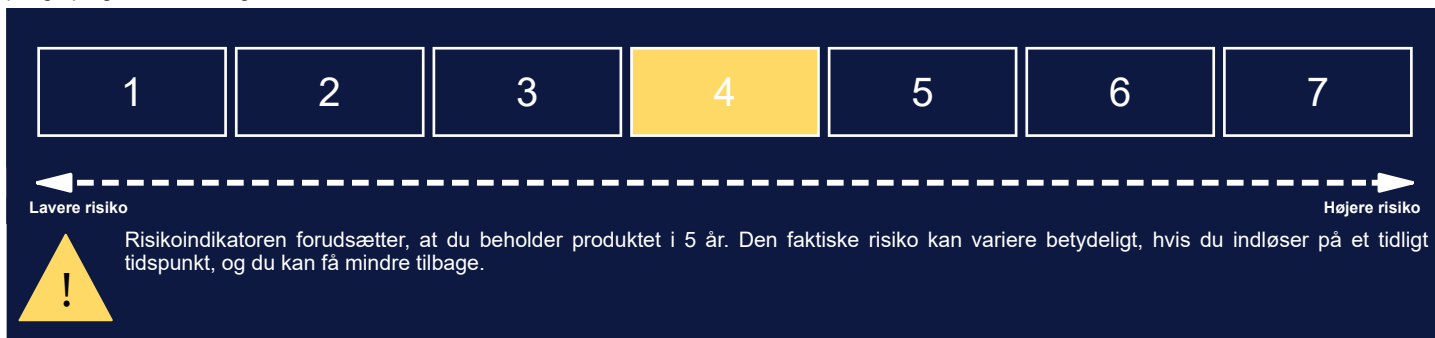 1 2 3 4 5 6 7
Lavere risiko Højere risiko
Risikoindikatoren forudsætter, at du beholder produktet i 5 år. Den faktiske risiko kan variere betydeligt, hvis du indløser på et tidligt
tidspunkt, og du kan få mindre tilbage.
!